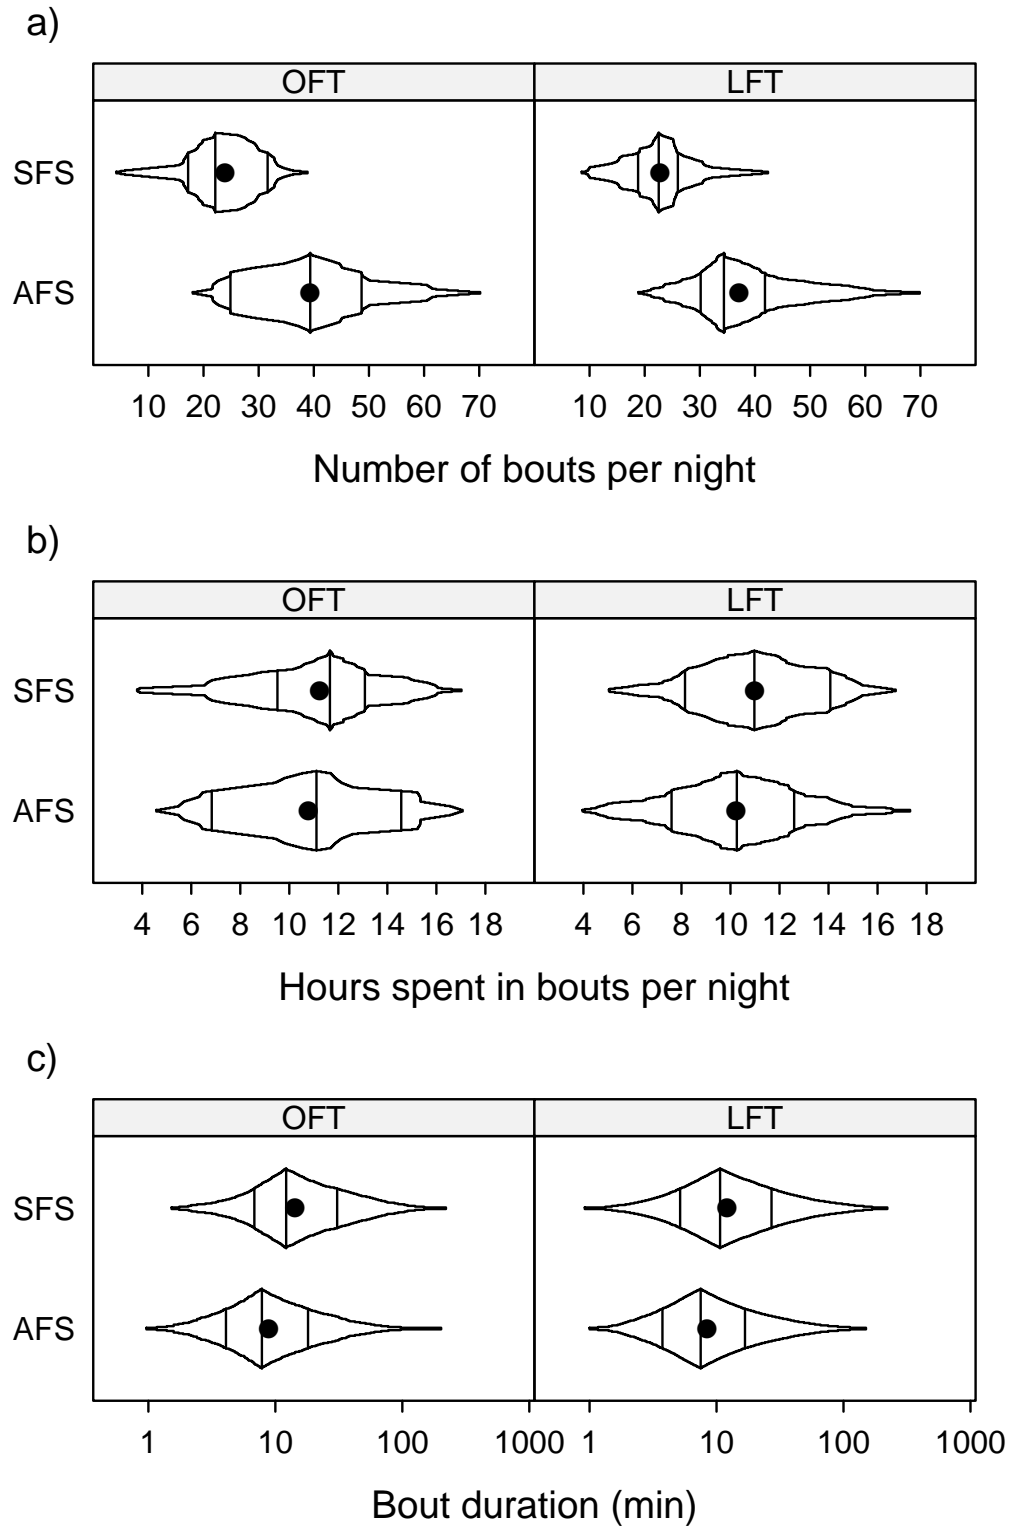 a)
OFT LFT
SFS
AFS
10 20 30 40 50 60 70 10 20 30 40 50 60 70
Number of bouts per night
b)
OFT LFT
SFS
AFS
4 6 8 10 12 14 16 18 4 6 8 10 12 14 16 18
Hours spent in bouts per night
c)
OFT LFT
SFS
AFS
1 10 100 1000 1 10 100 1000
Bout duration (min)